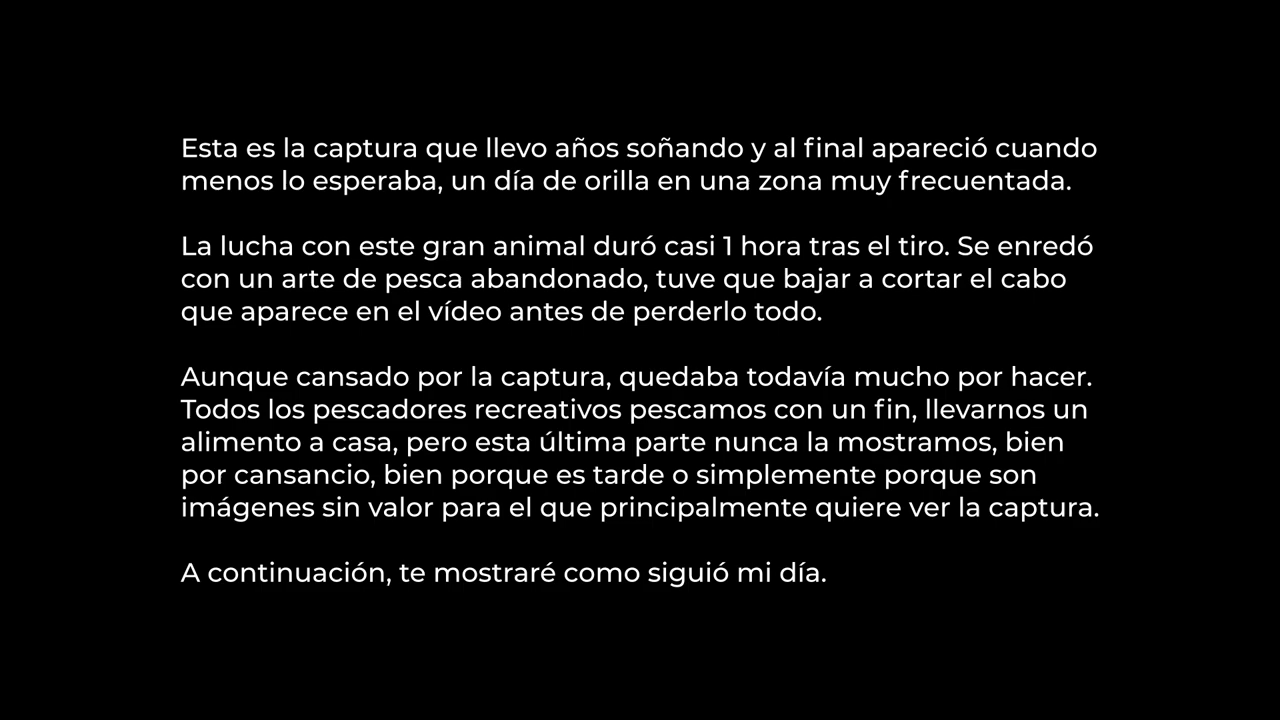 Esta es la captura que llevo años soñando y al final apareció cuando
menos lo esperaba, un día de orilla en una zona muy frecuentada.
La lucha con este gran animal duró casi 1 hora tras el tiro. Se enredó
con un arte de pesca abandonado, tuve que bajar a cortar el cabo
que aparece en el vídeo antes de perderlo todo.
Aunque cansado por la captura, quedaba todavía mucho por hacer.
Todos los pescadores recreativos pescamos con un fin, llevarnos un
alimento a casa, pero esta última parte nunca la mostramos, bien
por cansancio, bien porque es tarde o simplemente porque son
imágenes sin valor para el que principalmente quiere ver la captura.
A continuación, te mostraré como siguió mi día.